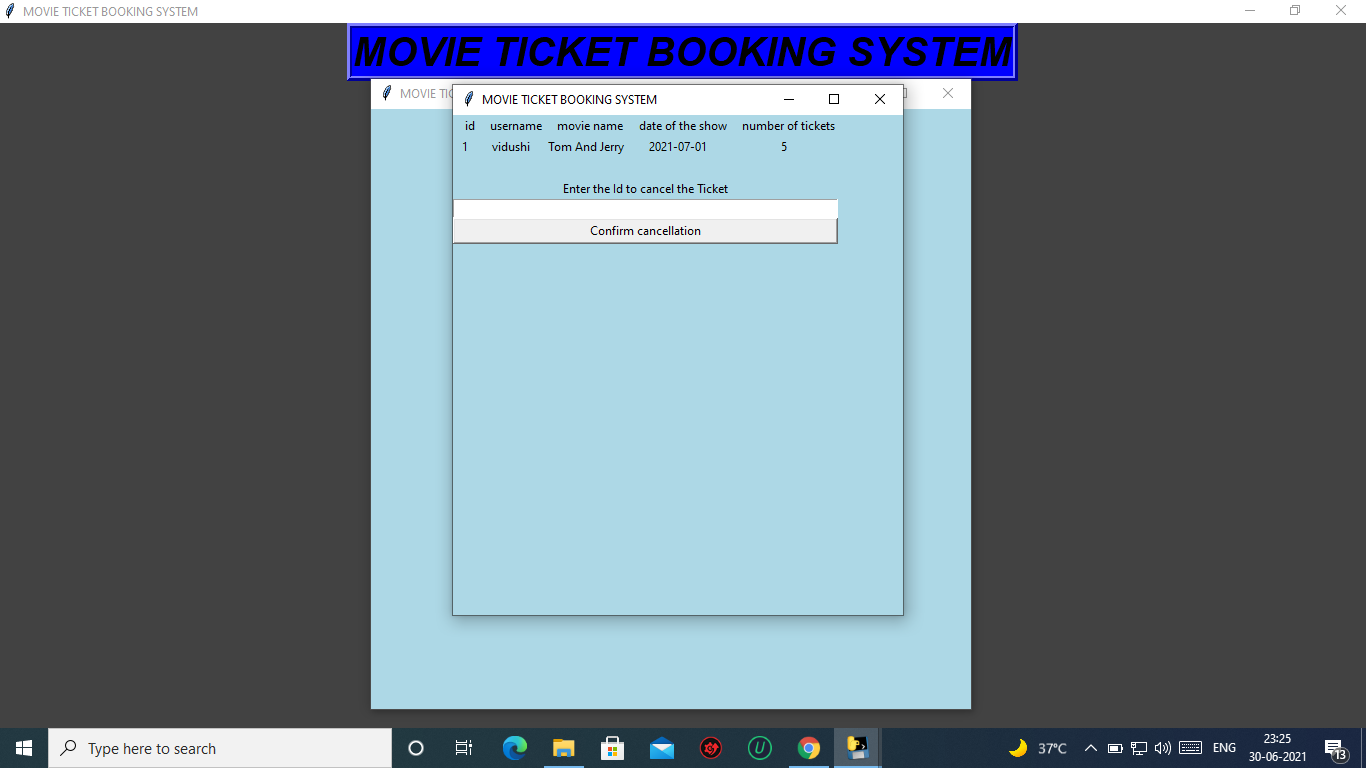 MOVIE TICKET BOOKING SYSTEM
MOVIE TICKET BOOKING SYSTEM
MOVIE TIC
MOVIE TICKET BOOKING SYSTEM
id username movie name date of the show number of tickets
1 vidushi Tom And Jerry 2021-07-01 5
Enter the Id to cancel the Ticket
Confirm cancellation
Type here to search
U
37°C
ENG
23:25
30-06-2021
13